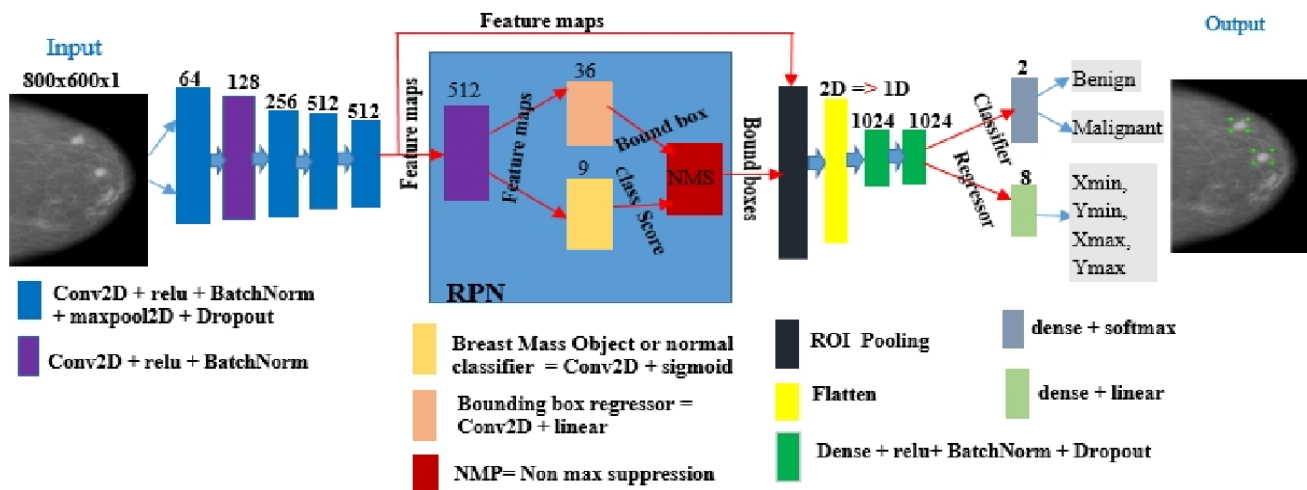 Feature maps
Input
Output
800x600x1
64
128
256
512
512
Feature maps
512
Feature maps
36
Bound box
9
class Score
NMS
RPN
Bound boxes
2D => 1D
1024
1024
Classifier
Regressor
2
Benign
Malignant
8
Xmin,
Ymin,
Xmax,
Ymax
Conv2D + relu + BatchNorm
+ maxpool2D + Dropout
Conv2D + relu + BatchNorm
Breast Mass Object or normal
classifier = Conv2D + sigmoid
Bounding box regressor =
Conv2D + linear
NMP= Non max suppression
ROI Pooling
Flatten
Dense + relu+ BatchNorm + Dropout
dense + softmax
dense + linear